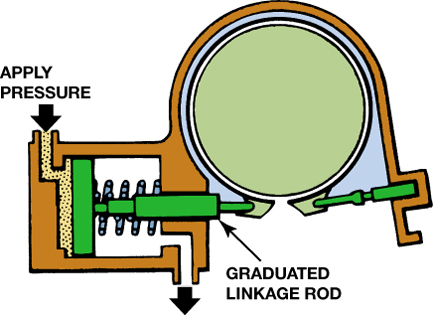 APPLY
PRESSURE
GRADUATED
LINKAGE ROD